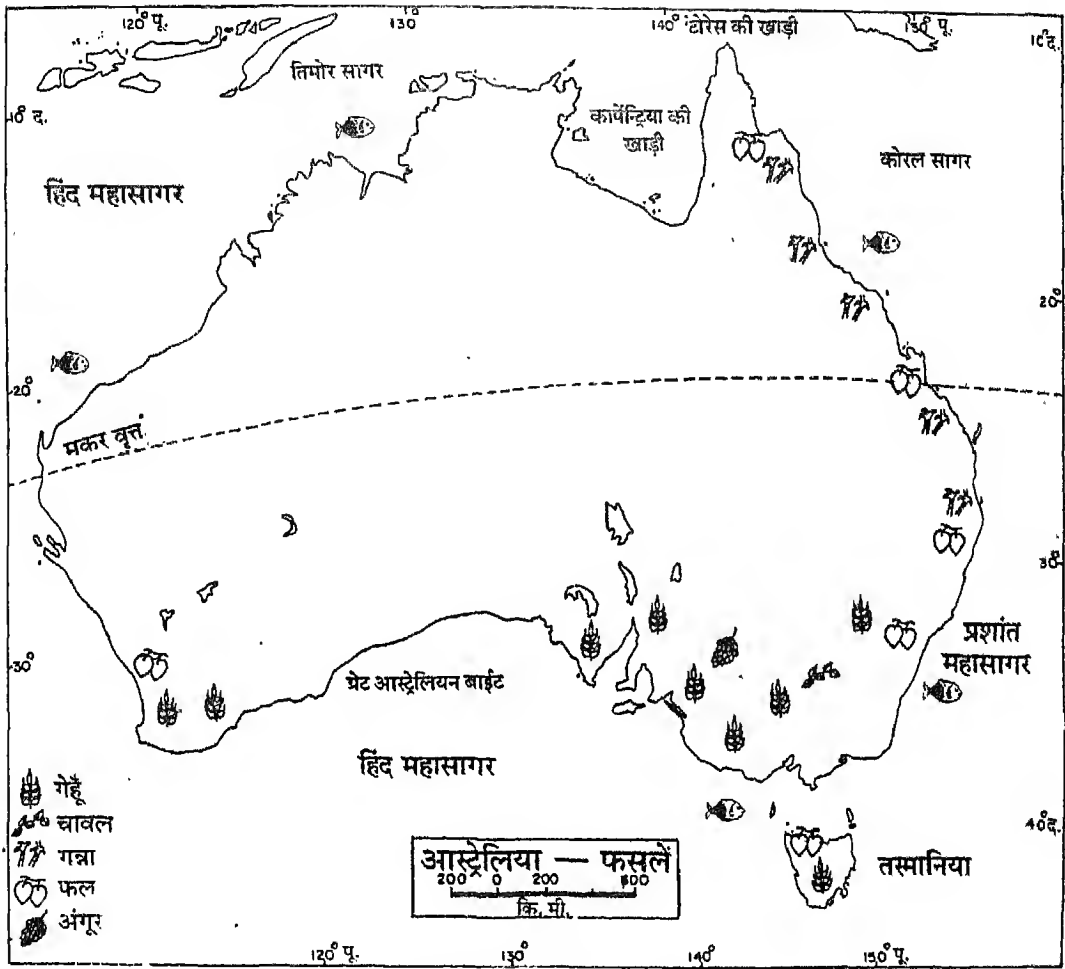 120° पू.
130°
140°
टोरेस की खाड़ी
150° पू.
10° द.
तिमोर सागर
10° द.
कार्पेन्ट्रिया की
खाड़ी
कोरल सागर
हिंद महासागर
20°
20°
मकर वृत्त
30°
प्रशांत
महासागर
30°
ग्रेट आस्ट्रेलियन बाईट
हिंद महासागर
गेहूँ
चावल
गन्ना
फल
अंगूर
40° द.
आस्ट्रेलिया — फसलें
200 0 200 600
कि. मी.
तस्मानिया
120° पू.
130°
140°
150° पू.